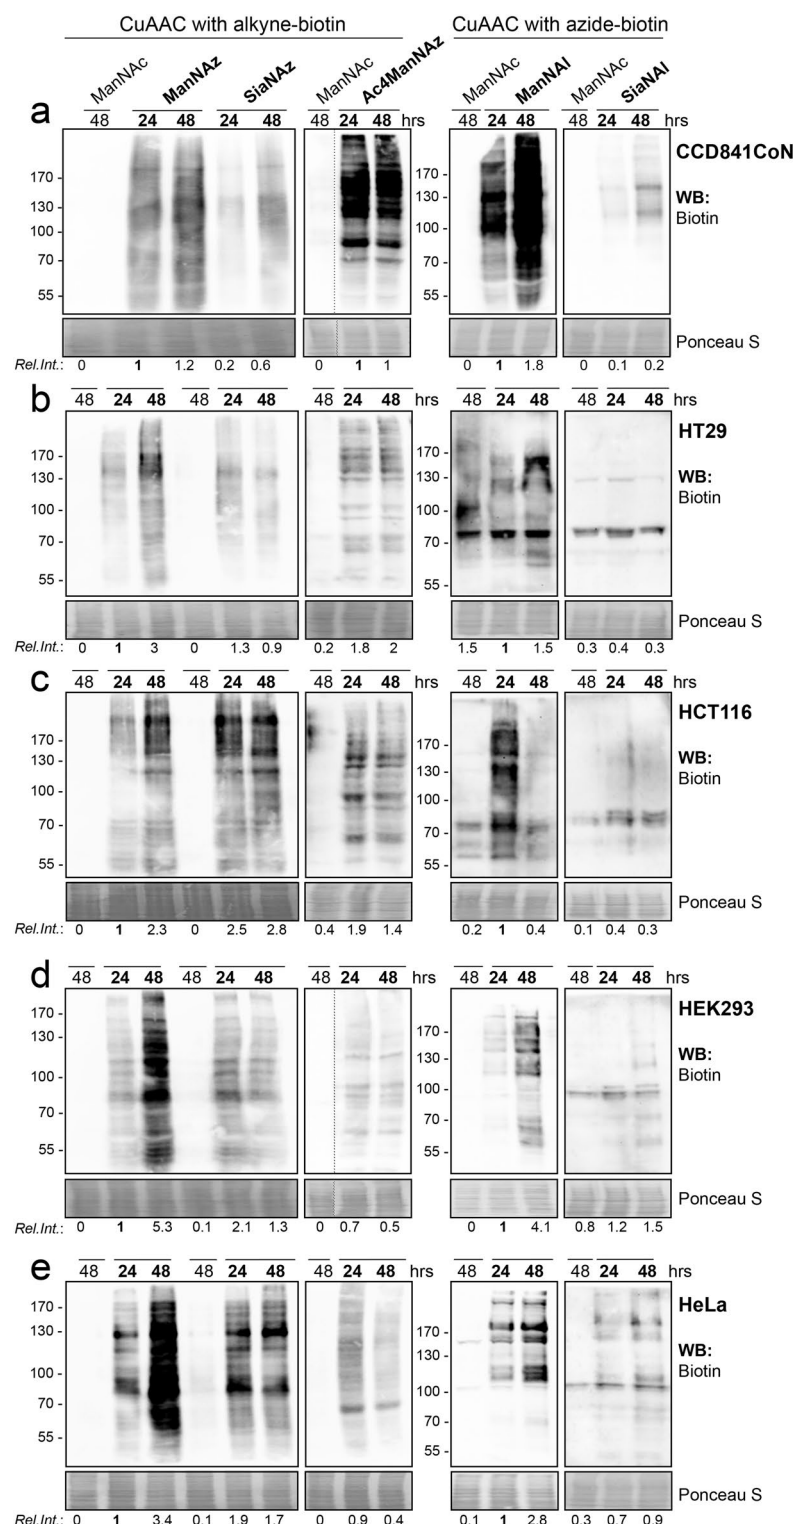 CuAAC with alkyne-biotin CuAAC with azide-biotin
ManNAc ManNAz SiaNAz ManNAc Ac4ManNAz ManNAc ManNAl ManNAc SiaNAl
a 48 24 48 24 48 48 24 48 hrs 48 24 48 48 24 48 hrs
CCD841CoN
170 - 170 -
130 - 130 -
WB:
Biotin
100 - 100 -
70 - 70 -
55 - 55 -
Ponceau S
Rel.Int.: 0 1 1.2 0.2 0.6 0 1 1 0 1 1.8 0 0.1 0.2
b 48 24 48 48 24 48 48 24 48 hrs 48 24 48 48 24 48 hrs
HT29
170 - 170 -
130 - 130 -
WB:
Biotin
100 - 100 -
70 - 70 -
55 - 55 -
Ponceau S
Rel.Int.: 0 1 3 0 1.3 0.9 0.2 1.8 2 1.5 1 1.5 0.3 0.4 0.3
c 48 24 48 48 24 48 48 24 48 hrs 48 24 48 48 24 48 hrs
HCT116
170 - 170 -
130 - 130 -
WB:
Biotin
100 - 100 -
70 - 70 -
55 - 55 -
Ponceau S
Rel.Int.: 0 1 2.3 0 2.5 2.8 0.4 1.9 1.4 0.2 1 0.4 0.1 0.4 0.3
d 48 24 48 48 24 48 48 24 48 hrs 48 24 48 48 24 48 hrs
HEK293
170 - 170 -
130 - 130 -
WB:
Biotin
100 - 100 -
70 - 70 -
55 - 55 -
Ponceau S
Rel.Int.: 0 1 5.3 0.1 2.1 1.3 0 0.7 0.5 0 1 4.1 0.8 1.2 1.5
e 48 24 48 48 24 48 48 24 48 hrs 48 24 48 48 24 48 hrs
HeLa
170 - 170 -
130 - 130 -
WB:
Biotin
100 - 100 -
70 - 70 -
55 - 55 -
Ponceau S
Rel.Int.: 0 1 3.4 0.1 1.9 1.7 0 0.9 0.4 0.1 1 2.8 0.3 0.7 0.9